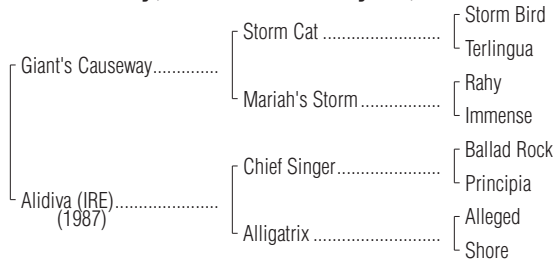 Storm Bird
Storm Cat ........................
Terlingua
Giant's Causeway..............
Rahy
Mariah's Storm .................
Immense
Ballad Rock
Chief Singer......................
Principia
Alidiva (IRE)......................
(1987)
Alleged
Alligatrix ..........................
Shore